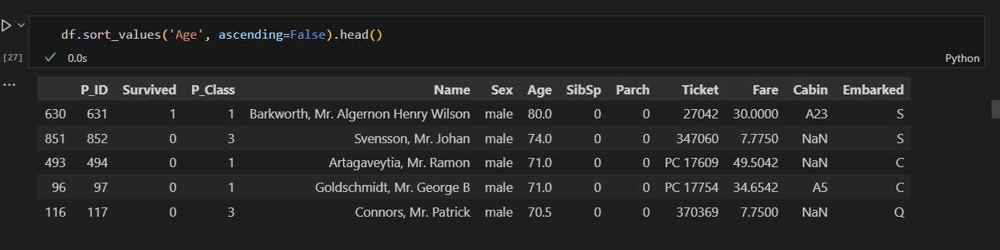 df.sort_values('Age', ascending=False).head()
[27] 0.0s Python
...
P_ID Survived P_Class Name Sex Age SibSp Parch Ticket Fare Cabin Embarked
630 631 1 1 Barkworth, Mr. Algernon Henry Wilson male 80.0 0 0 27042 30.0000 A23 S
851 852 0 3 Svensson, Mr. Johan male 74.0 0 0 347060 7.7750 NaN S
493 494 0 1 Artagaveytia, Mr. Ramon male 71.0 0 0 PC 17609 49.5042 NaN C
96 97 0 1 Goldschmidt, Mr. George B male 71.0 0 0 PC 17754 34.6542 A5 C
116 117 0 3 Connors, Mr. Patrick male 70.5 0 0 370369 7.7500 NaN Q